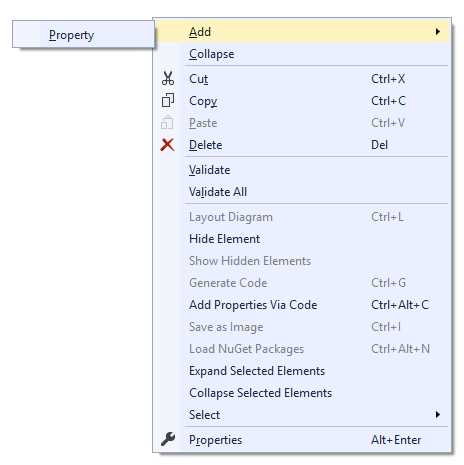 Property
Add
Collapse
Cut Ctrl+X
Copy Ctrl+C
Paste Ctrl+V
Delete Del
Validate
Validate All
Layout Diagram Ctrl+L
Hide Element
Show Hidden Elements
Generate Code Ctrl+G
Add Properties Via Code Ctrl+Alt+C
Save as Image Ctrl+I
Load NuGet Packages Ctrl+Alt+N
Expand Selected Elements
Collapse Selected Elements
Select
Properties Alt+Enter